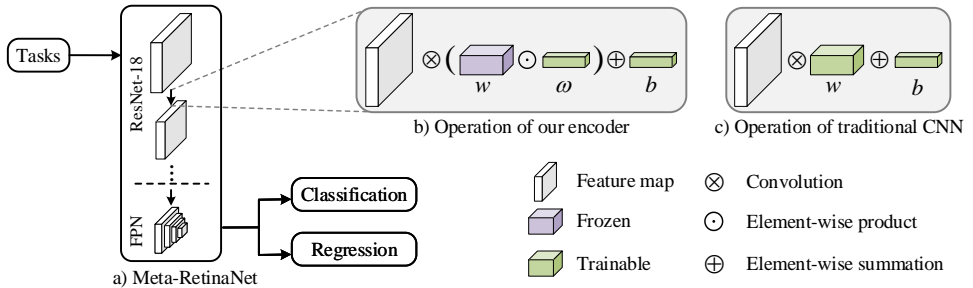 Tasks
ResNet-18
FPN
a) Meta-RetinaNet
Classification
Regression
⊗ ( w ⊙ ω ) ⊕ b
b) Operation of our encoder
⊗ w ⊕ b
c) Operation of traditional CNN
Feature map
Frozen
Trainable
⊗ Convolution
⊙ Element-wise product
⊕ Element-wise summation